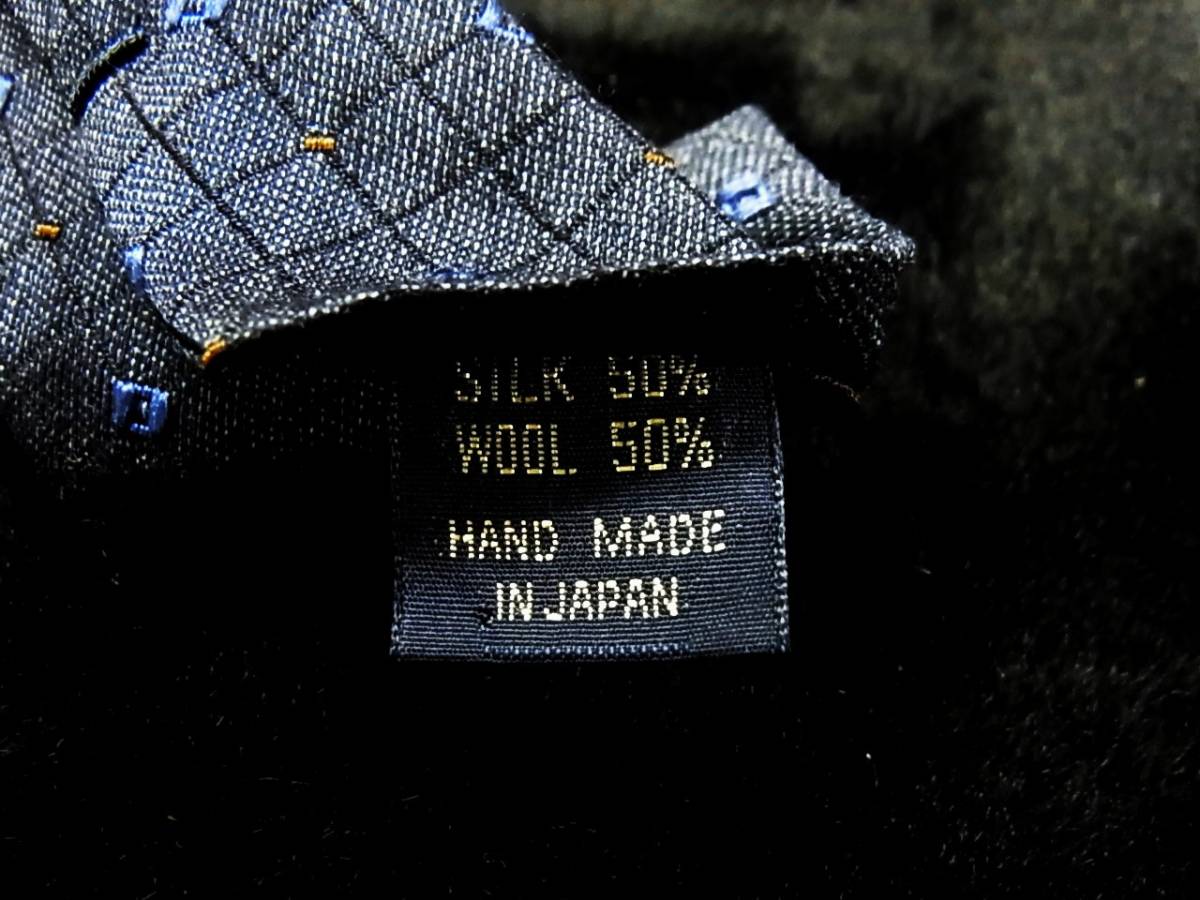 SILK 50%
WOOL 50%
HAND MADE
IN JAPAN